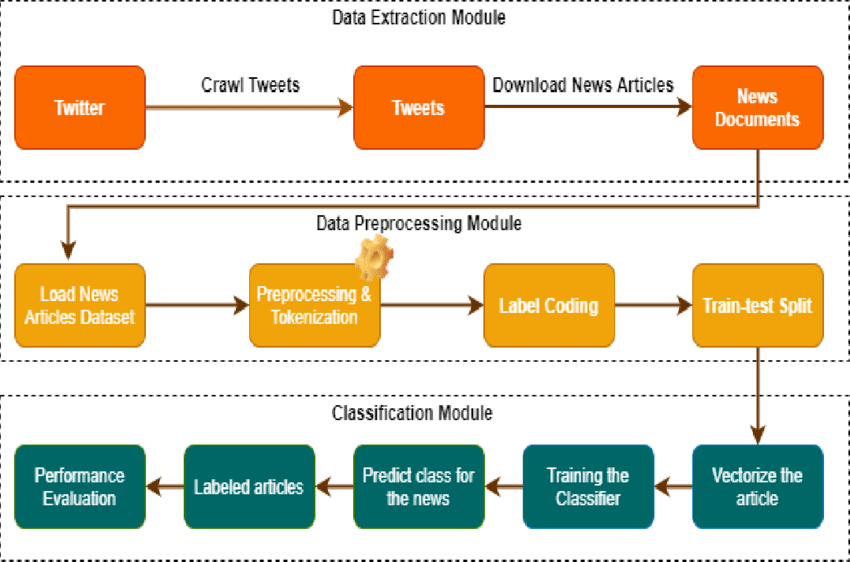 Data Extraction Module
Twitter
Crawl Tweets
Tweets
Download News Articles
News
Documents
Data Preprocessing Module
Load News
Articles Dataset
Preprocessing &
Tokenization
Label Coding
Train-test Split
Classification Module
Performance
Evaluation
Labeled articles
Predict class for
the news
Training the
Classifier
Vectorize the
article